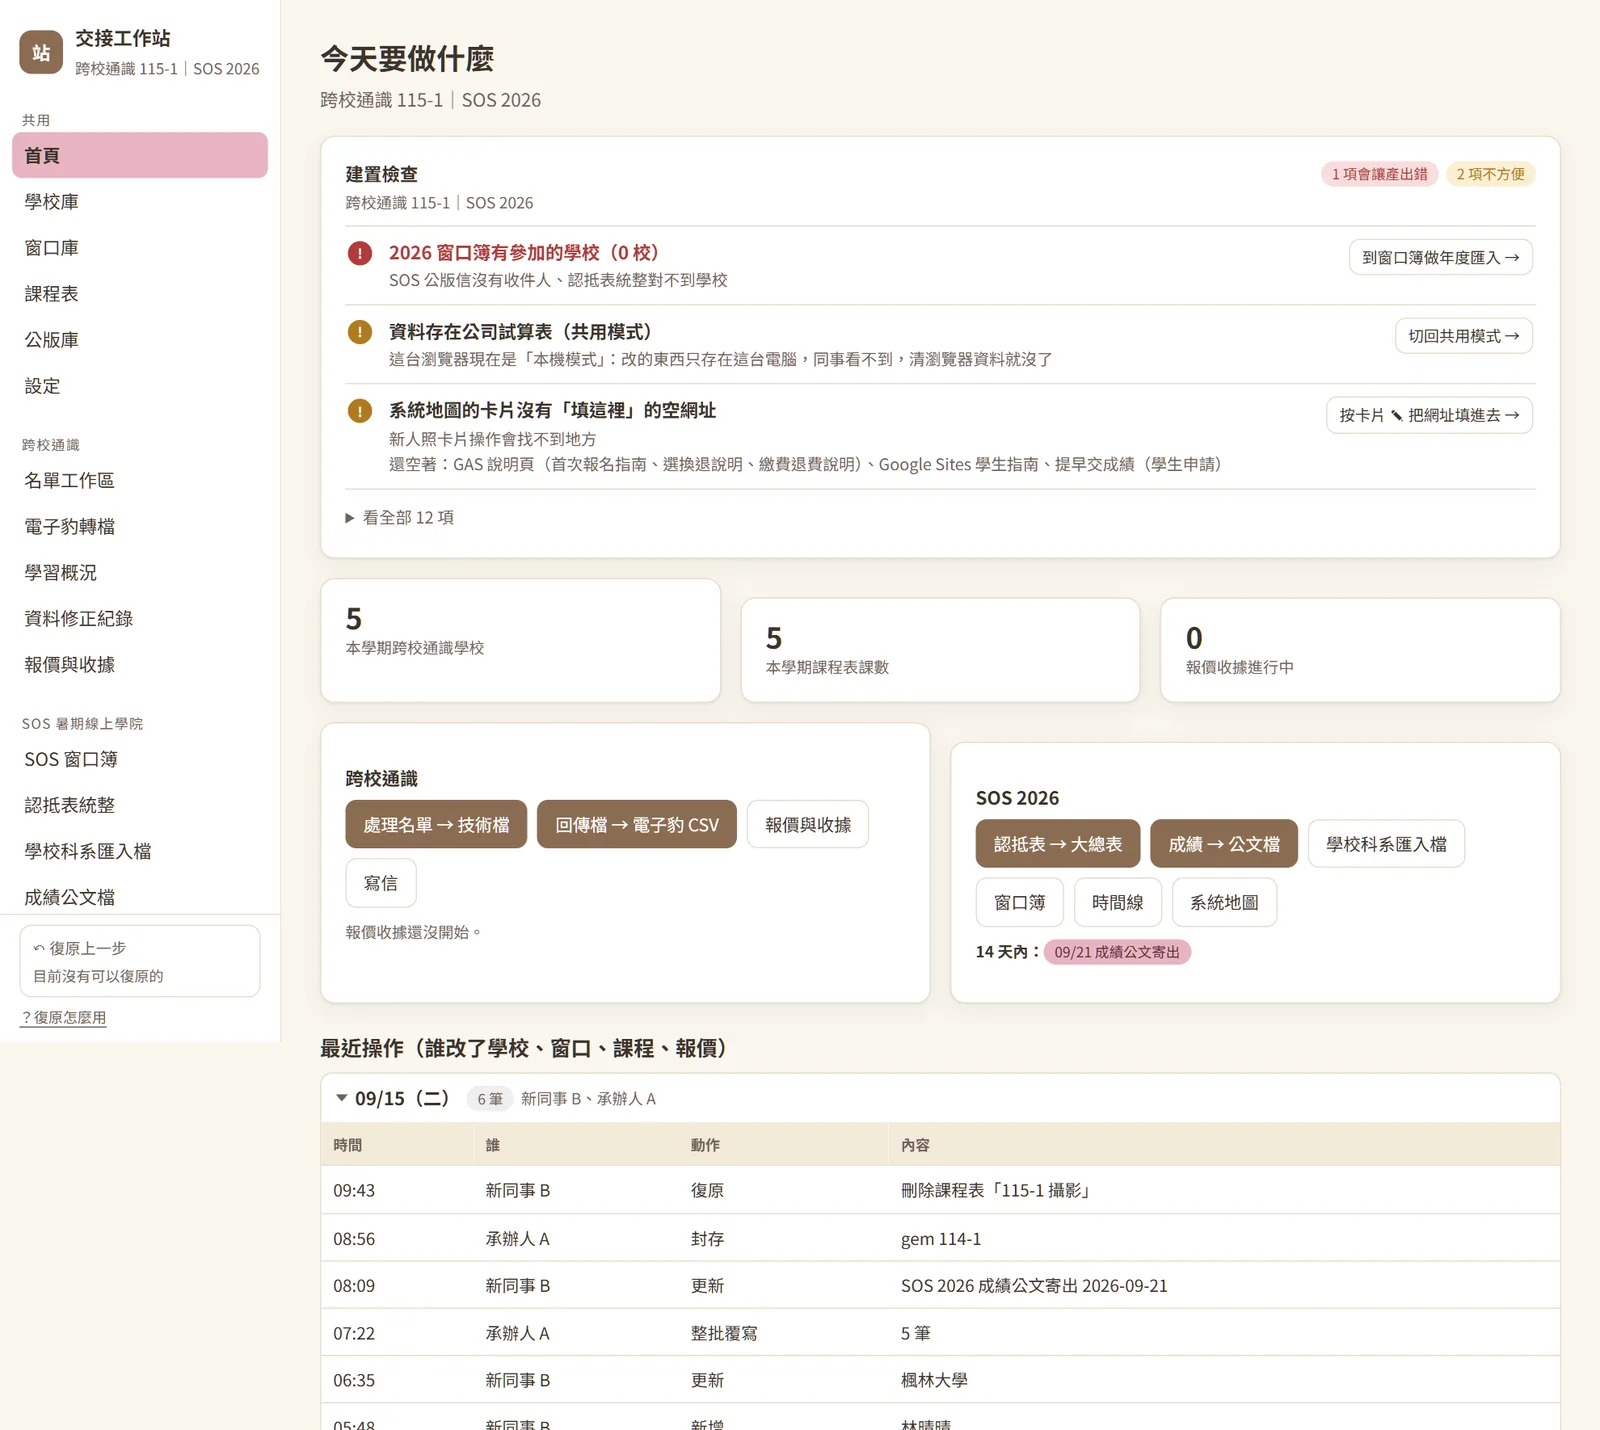 站
交接工作站
跨校通識 115-1｜SOS 2026
共用
首頁
學校庫
窗口庫
課程表
公版庫
設定
跨校通識
名單工作區
電子豹轉檔
學習概況
資料修正紀錄
報價與收據
SOS 暑期線上學院
SOS 窗口簿
認抵表統整
學校科系匯入檔
成績公文檔
↶ 復原上一步
目前沒有可以復原的
？復原怎麼用
今天要做什麼
跨校通識 115-1｜SOS 2026
建置檢查
跨校通識 115-1｜SOS 2026
1 項會讓產出錯
2 項不方便
! 2026 窗口簿有參加的學校（0 校）
SOS 公版信沒有收件人、認抵表統整對不到學校
到窗口簿做年度匯入 →
! 資料存在公司試算表（共用模式）
這台瀏覽器現在是「本機模式」：改的東西只存在這台電腦，同事看不到，清瀏覽器資料就沒了
切回共用模式 →
! 系統地圖的卡片沒有「填這裡」的空網址
新人照卡片操作會找不到地方
還空著：GAS 說明頁（首次報名指南、選換退說明、繳費退費說明）、Google Sites 學生指南、提早交成績（學生申請）
按卡片 ✎ 把網址填進去 →
▶ 看全部 12 項
5
本學期跨校通識學校
5
本學期課程表課數
0
報價收據進行中
跨校通識
處理名單 → 技術檔
回傳檔 → 電子豹 CSV
報價與收據
寫信
報價收據還沒開始。
SOS 2026
認抵表 → 大總表
成績 → 公文檔
學校科系匯入檔
窗口簿
時間線
系統地圖
14 天內： 09/21 成績公文寄出
最近操作（誰改了學校、窗口、課程、報價）
▼ 09/15（二） 6 筆 新同事 B、承辦人 A
時間 誰 動作 內容
09:43 新同事 B 復原 刪除課程表「115-1 攝影」
08:56 承辦人 A 封存 gem 114-1
08:09 新同事 B 更新 SOS 2026 成績公文寄出 2026-09-21
07:22 承辦人 A 整批覆寫 5 筆
06:35 新同事 B 更新 楓林大學
05:48 新同事 B 新增 林晴晴